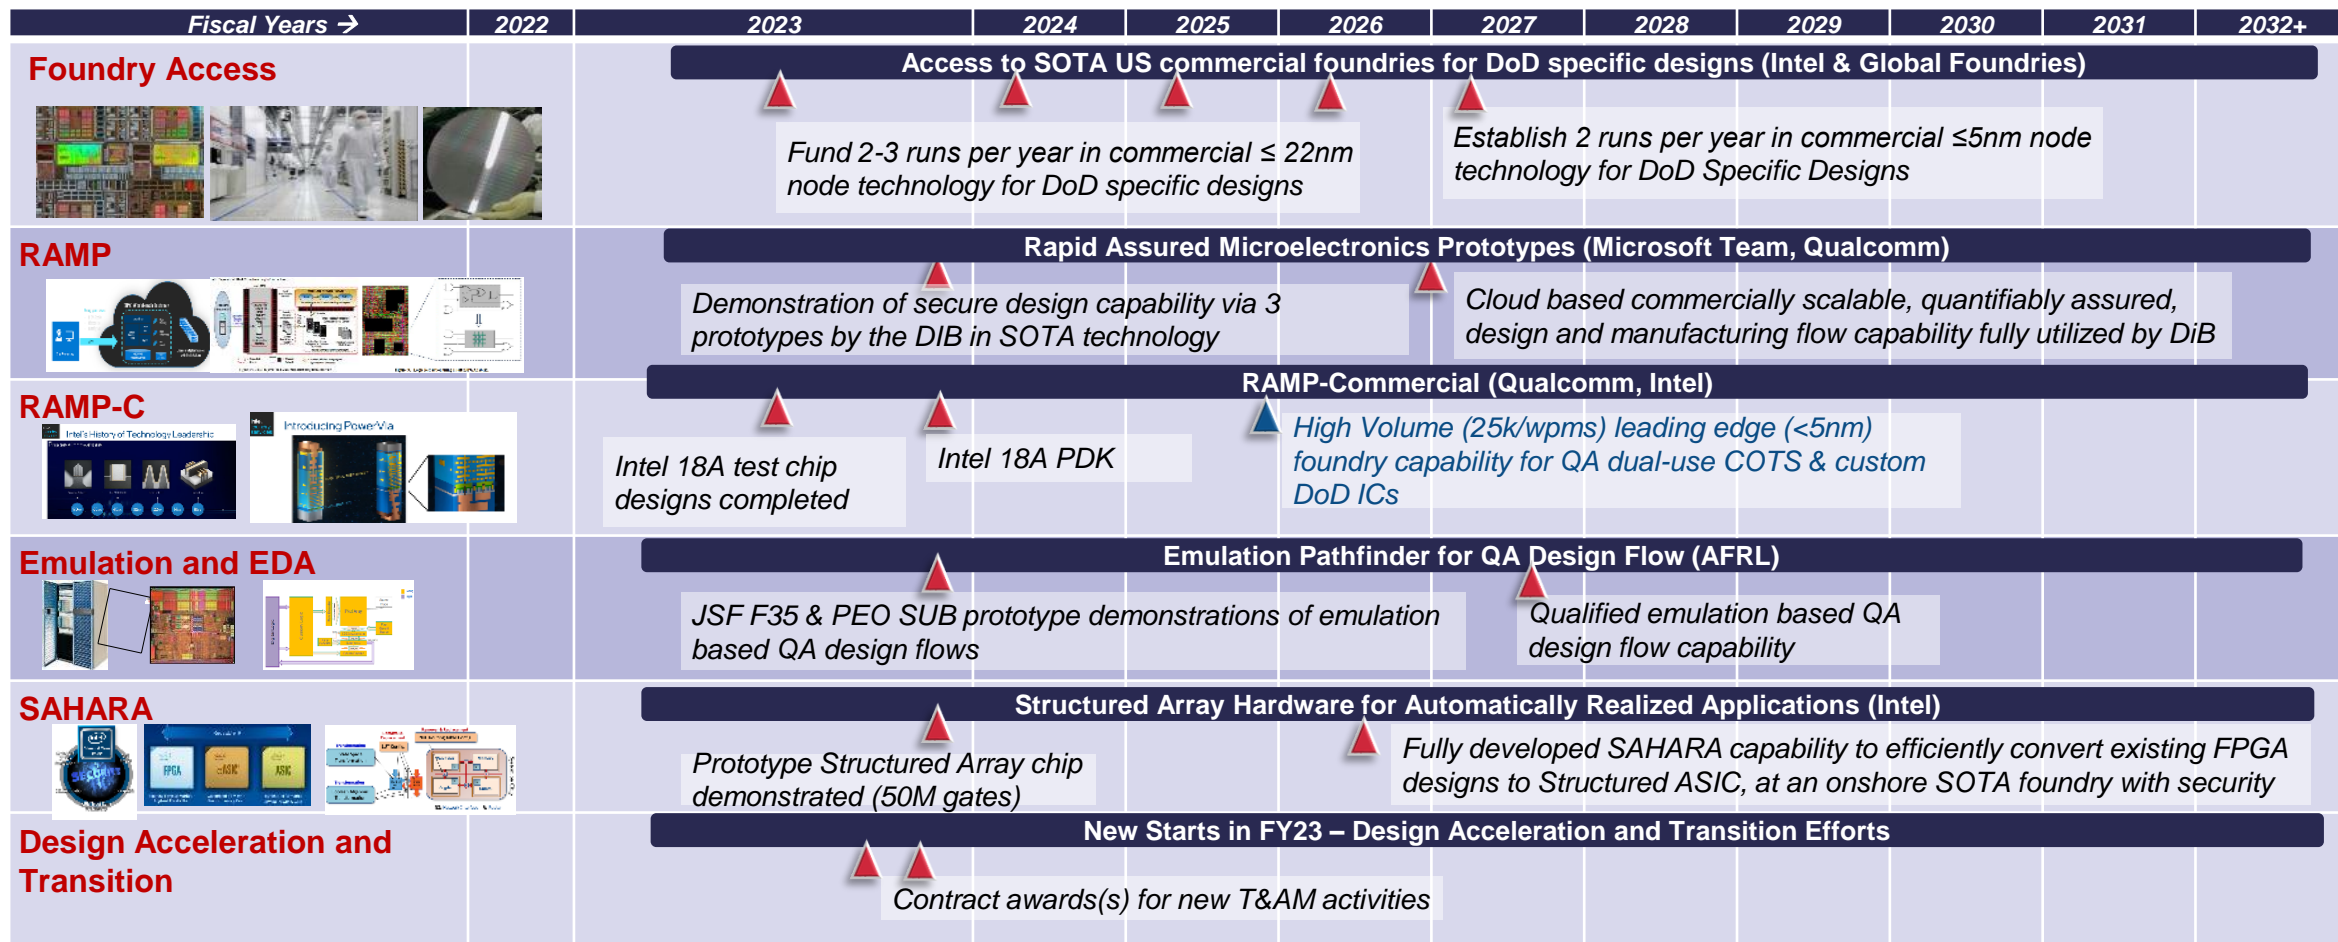 Fiscal Years → 2022 2023 2024 2025 2026 2027 2028 2029 2030 2031 2032+
Foundry Access
Access to SOTA US commercial foundries for DoD specific designs (Intel & Global Foundries)
Fund 2-3 runs per year in commercial ≤ 22nm
node technology for DoD specific designs
Establish 2 runs per year in commercial ≤5nm node
technology for DoD Specific Designs
RAMP
Rapid Assured Microelectronics Prototypes (Microsoft Team, Qualcomm)
Demonstration of secure design capability via 3
prototypes by the DIB in SOTA technology
Cloud based commercially scalable, quantifiably assured,
design and manufacturing flow capability fully utilized by DiB
RAMP-C
RAMP-Commercial (Qualcomm, Intel)
Intel's History of Technology Leadership
Introducing PowerVia
Intel 18A test chip
designs completed
Intel 18A PDK
High Volume (25k/wpms) leading edge (<5nm)
foundry capability for QA dual-use COTS & custom
DoD ICs
Emulation and EDA
Emulation Pathfinder for QA Design Flow (AFRL)
JSF F35 & PEO SUB prototype demonstrations of emulation
based QA design flows
Qualified emulation based QA
design flow capability
SAHARA
Structured Array Hardware for Automatically Realized Applications (Intel)
FPGA
eASIC
ASIC
Prototype Structured Array chip
demonstrated (50M gates)
Fully developed SAHARA capability to efficiently convert existing FPGA
designs to Structured ASIC, at an onshore SOTA foundry with security
Design Acceleration and
Transition
New Starts in FY23 – Design Acceleration and Transition Efforts
Contract awards(s) for new T&AM activities